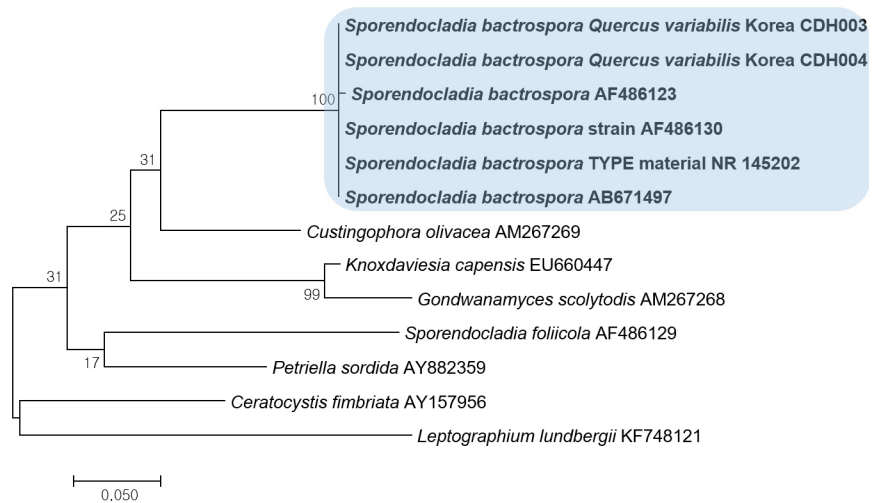 Sporendocladia bactrospora Quercus variabilis Korea CDH003
Sporendocladia bactrospora Quercus variabilis Korea CDH004
100
Sporendocladia bactrospora AF486123
Sporendocladia bactrospora strain AF486130
31
Sporendocladia bactrospora TYPE material NR 145202
Sporendocladia bactrospora AB671497
25
Custingophora olivacea AM267269
Knoxdaviesia capensis EU660447
31
99
Gondwanamyces scolytodis AM267268
Sporendocladia foliicola AF486129
17
Petriella sordida AY882359
Ceratocystis fimbriata AY157956
Leptographium lundbergii KF748121
0.050